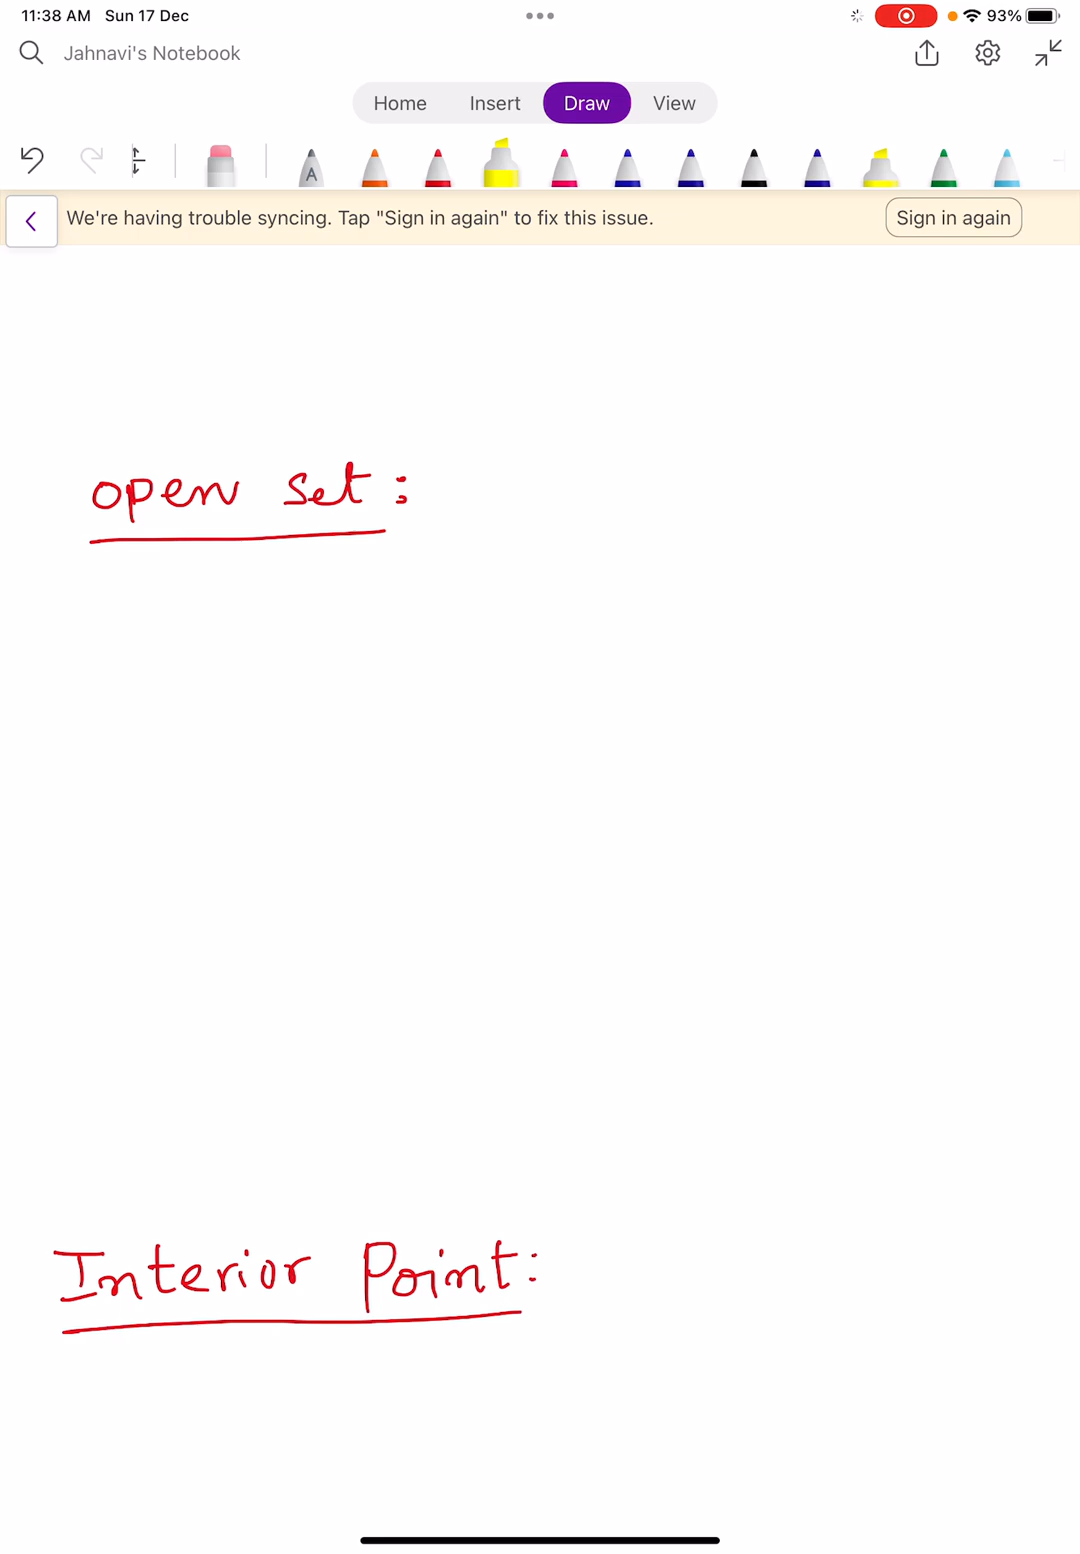 11:38 AM Sun 17 Dec 93%
Jahnavi's Notebook
Home Insert Draw View
A
We're having trouble syncing. Tap "Sign in again" to fix this issue. Sign in again
open set:
Interior Point: